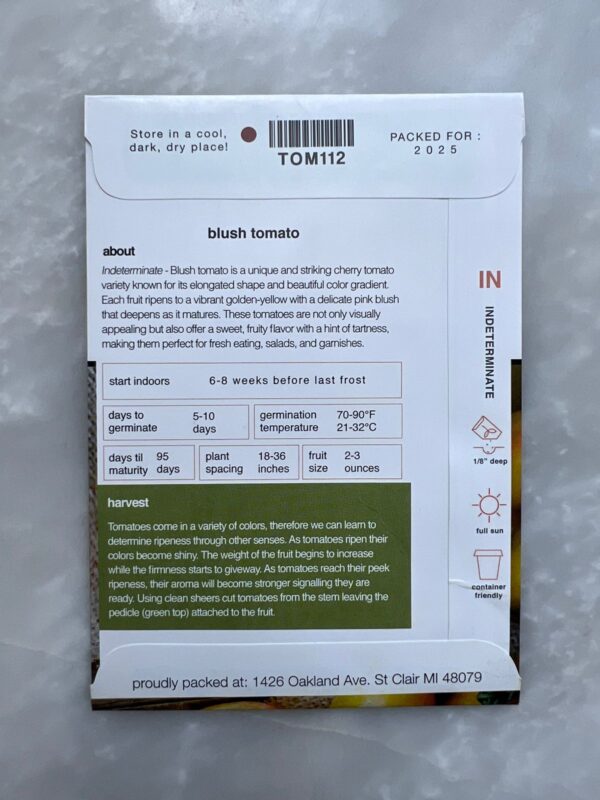 Store in a cool,
dark, dry place!
TOM112
PACKED FOR :
2025
blush tomato
about
Indeterminate - Blush tomato is a unique and striking cherry tomato
variety known for its elongated shape and beautiful color gradient.
Each fruit ripens to a vibrant golden-yellow with a delicate pink blush
that deepens as it matures. These tomatoes are not only visually
appealing but also offer a sweet, fruity flavor with a hint of tartness,
making them perfect for fresh eating, salads, and garnishes.
start indoors 6-8 weeks before last frost
days to
germinate
5-10
days
germination
temperature
70-90°F
21-32°C
days til
maturity
95
days
plant
spacing
18-36
inches
fruit
size
2-3
ounces
harvest
Tomatoes come in a variety of colors, therefore we can learn to
determine ripeness through other senses. As tomatoes ripen their
colors become shiny. The weight of the fruit begins to increase
while the firmness starts to giveway. As tomatoes reach their peek
ripeness, their aroma will become stronger signalling they are
ready. Using clean sheers cut tomatoes from the stem leaving the
pedicle (green top) attached to the fruit.
IN
INDETERMINATE
1/8" deep
full sun
container
friendly
proudly packed at: 1426 Oakland Ave. St Clair MI 48079